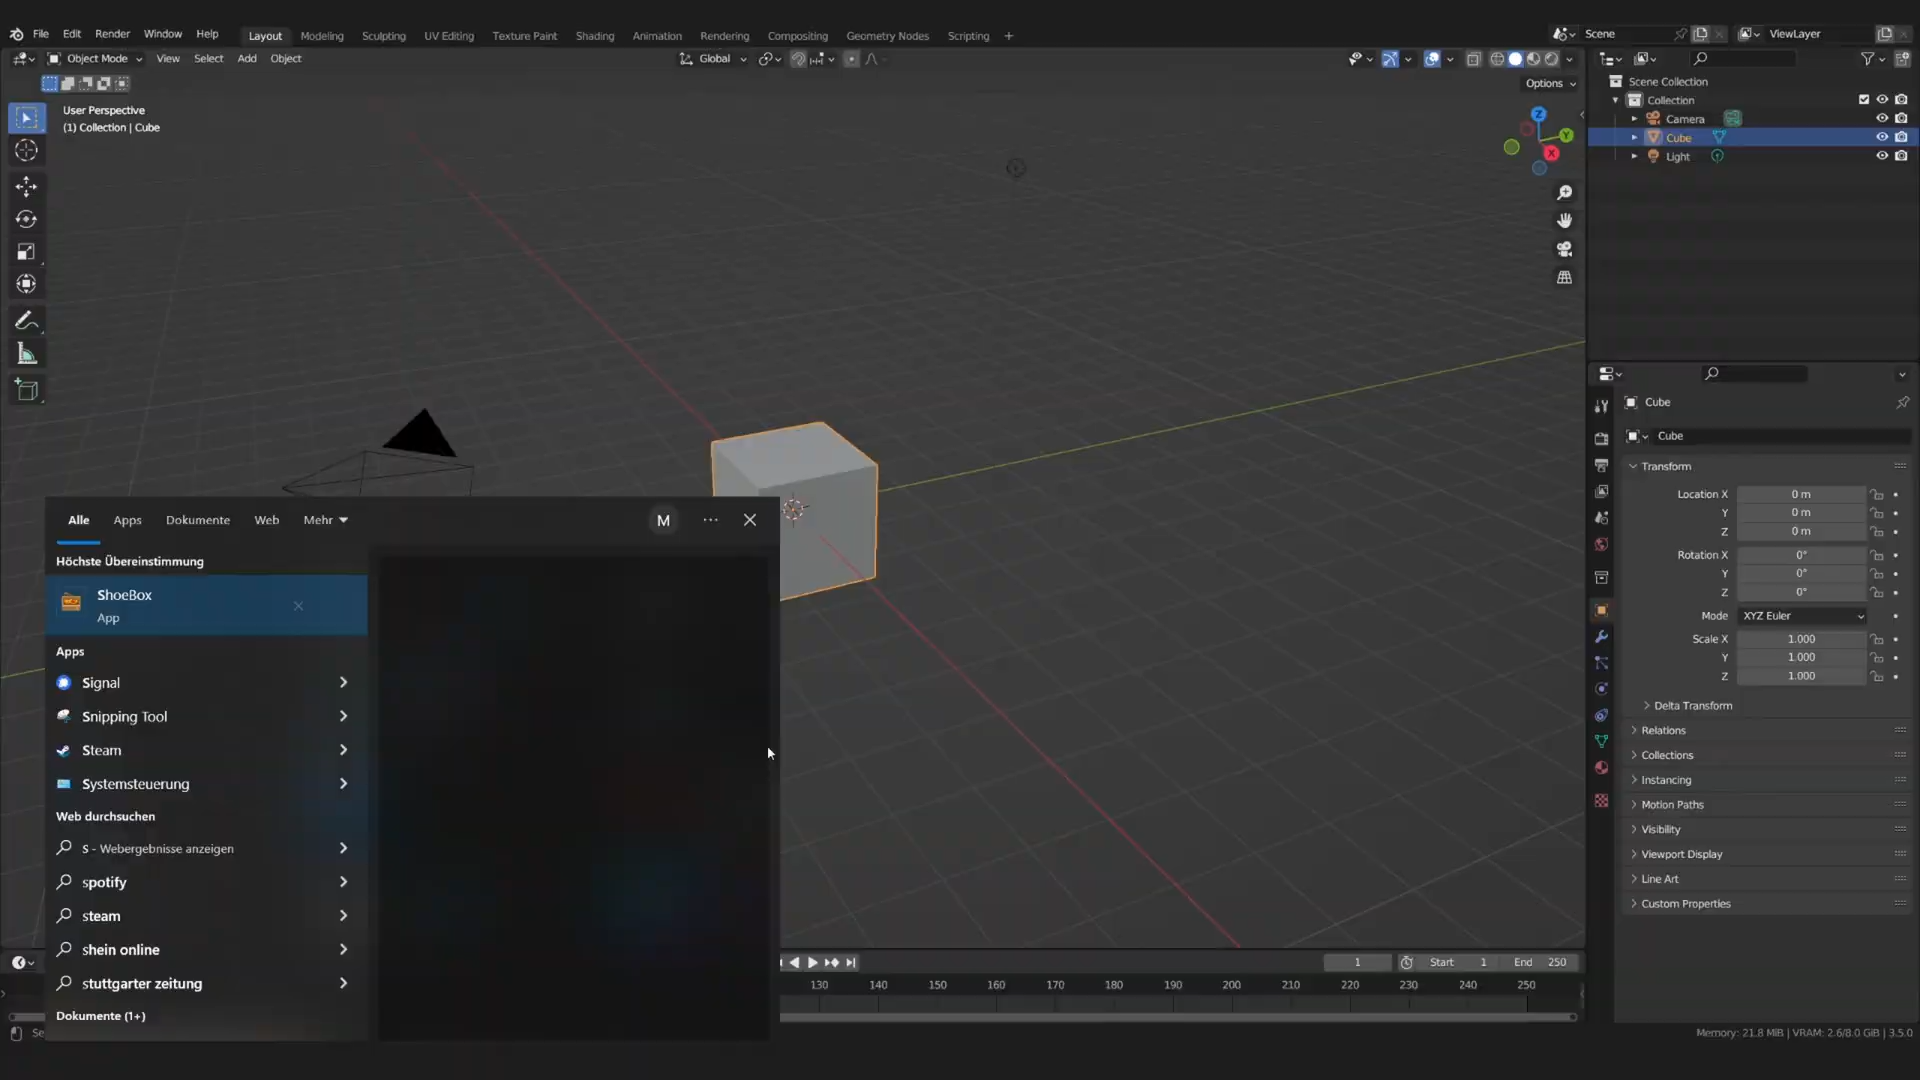 File Edit Render Window Help Layout Modeling Sculpting UV Editing Texture Paint Shading Animation Rendering Compositing Geometry Nodes Scripting + Scene ViewLayer
Object Mode View Select Add Object Global
Options
User Perspective
(1) Collection | Cube
Z
Y
X
Scene Collection
Collection
Camera
Cube
Light
Cube
Cube
Transform
Location X 0 m
Y 0 m
Z 0 m
Rotation X 0°
Y 0°
Z 0°
Mode XYZ Euler
Scale X 1.000
Y 1.000
Z 1.000
Delta Transform
Relations
Collections
Instancing
Motion Paths
Visibility
Viewport Display
Line Art
Custom Properties
Alle Apps Dokumente Web Mehr M
Höchste Übereinstimmung
ShoeBox
App
Apps
Signal
Snipping Tool
Steam
Systemsteuerung
Web durchsuchen
s - Webergebnisse anzeigen
spotify
steam
shein online
stuttgarter zeitung
Dokumente (1+)
1 Start 1 End 250
130 140 150 160 170 180 190 200 210 220 230 240 250
Se
Memory: 21.8 MiB | VRAM: 2.6/8.0 GiB | 3.5.0